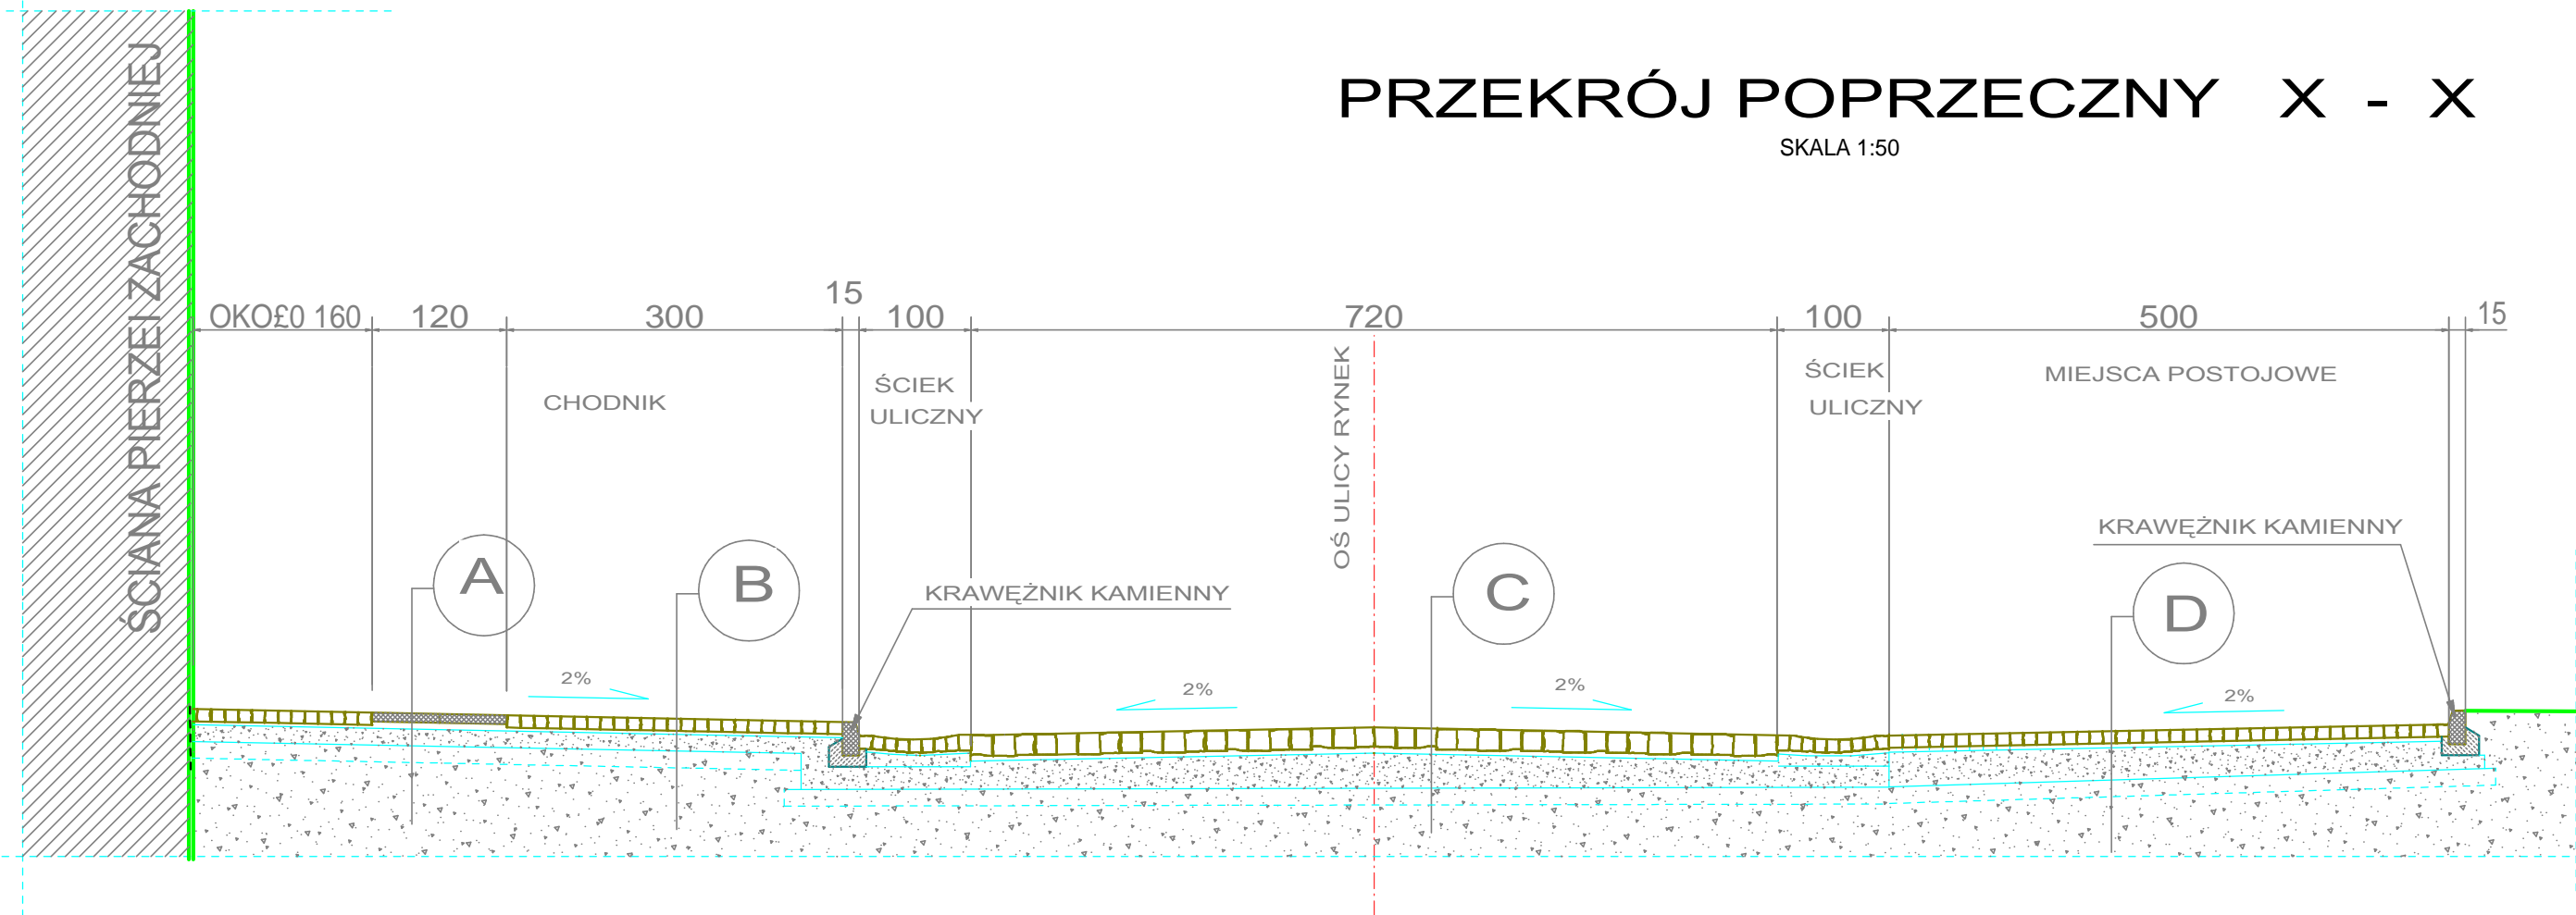 PRZEKRÓJ POPRZECZNY X - X
SKALA 1:50
ŚCIANA PIERZEI ZACHODNIEJ
OKO£0 160
120
300
15
100
720
100
500
15
CHODNIK
ŚCIEK
ULICZNY
OŚ ULICY RYNEK
ŚCIEK
ULICZNY
MIEJSCA POSTOJOWE
A
B
KRAWĘŻNIK KAMIENNY
C
KRAWĘŻNIK KAMIENNY
D
2%
2%
2%
2%